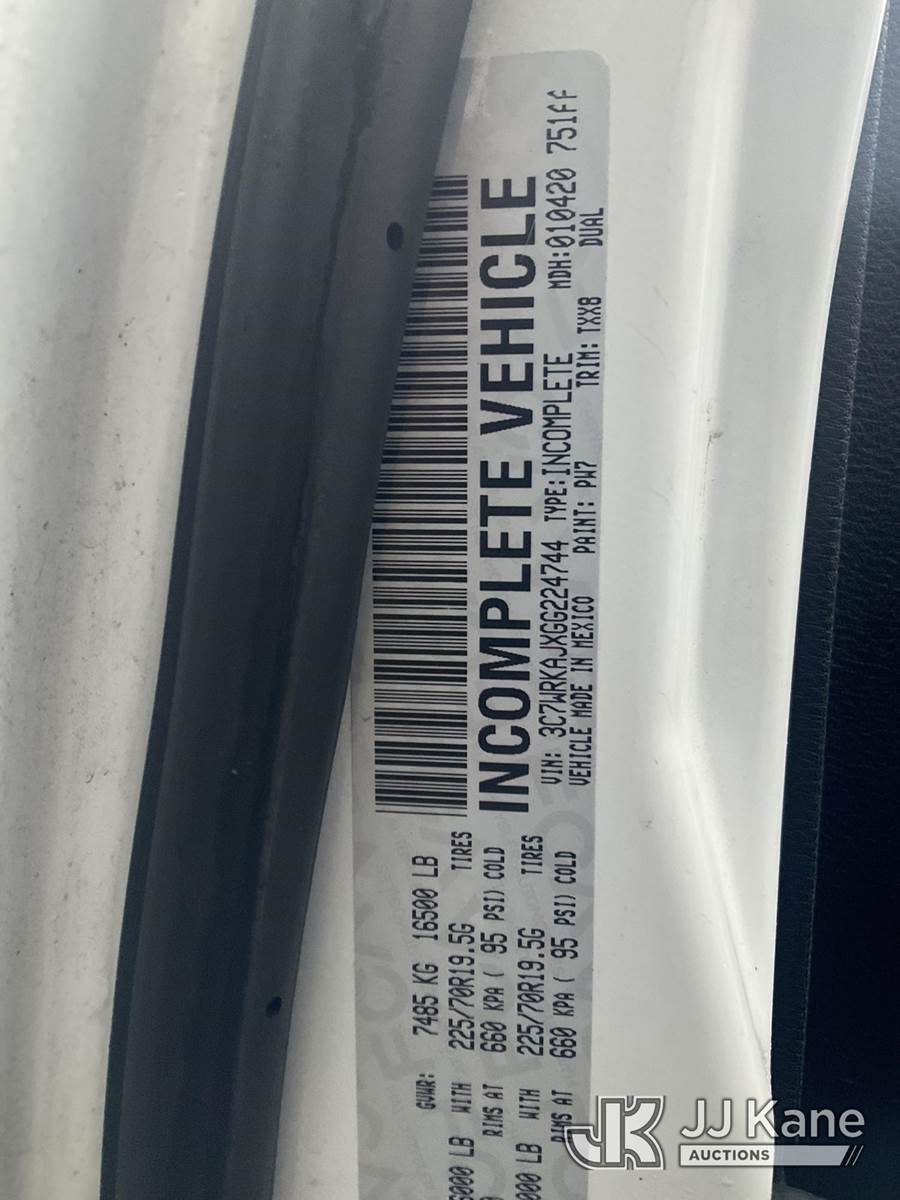 GVWR: 7485 KG 16500 LB
000 LB WITH 225/70R19.5G TIRES
RIMS AT 660 KPA ( 95 PSI) COLD
000 LB WITH 225/70R19.5G TIRES
RIMS AT 660 KPA ( 95 PSI) COLD
INCOMPLETE VEHICLE
VIN: 3C7WRKAJXGG224744 TYPE:INCOMPLETE MDH:010420 751FF
VEHICLE MADE IN MEXICO PAINT: PW7 TRIM: TXX8 DUAL
JJ Kane
AUCTIONS